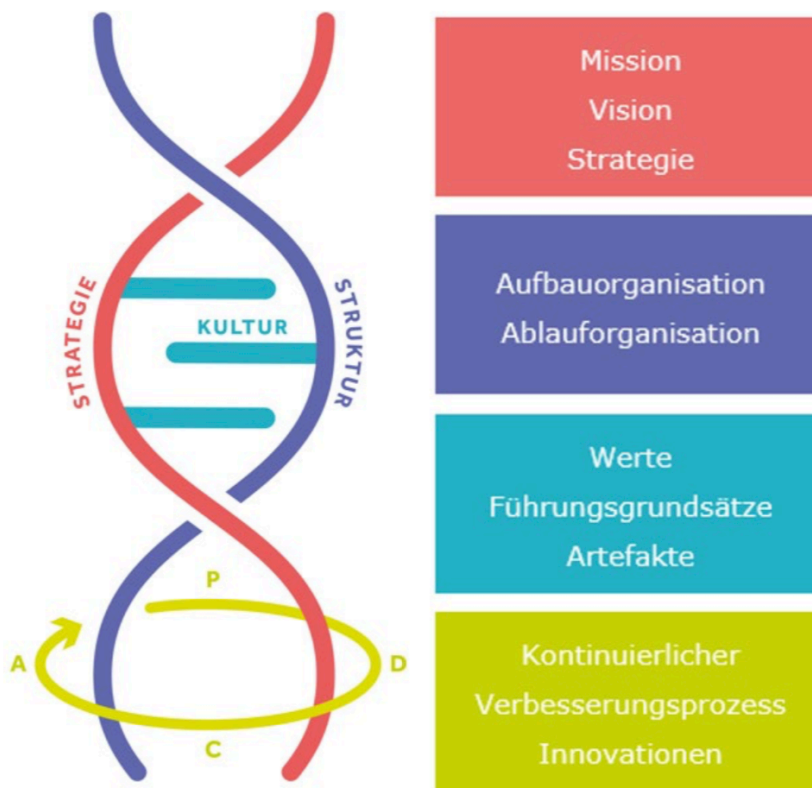 STRATEGIE
KULTUR
STRUKTUR
P
A
D
C
Mission
Vision
Strategie
Aufbauorganisation
Ablauforganisation
Werte
Führungsgrundsätze
Artefakte
Kontinuierlicher
Verbesserungsprozess
Innovationen